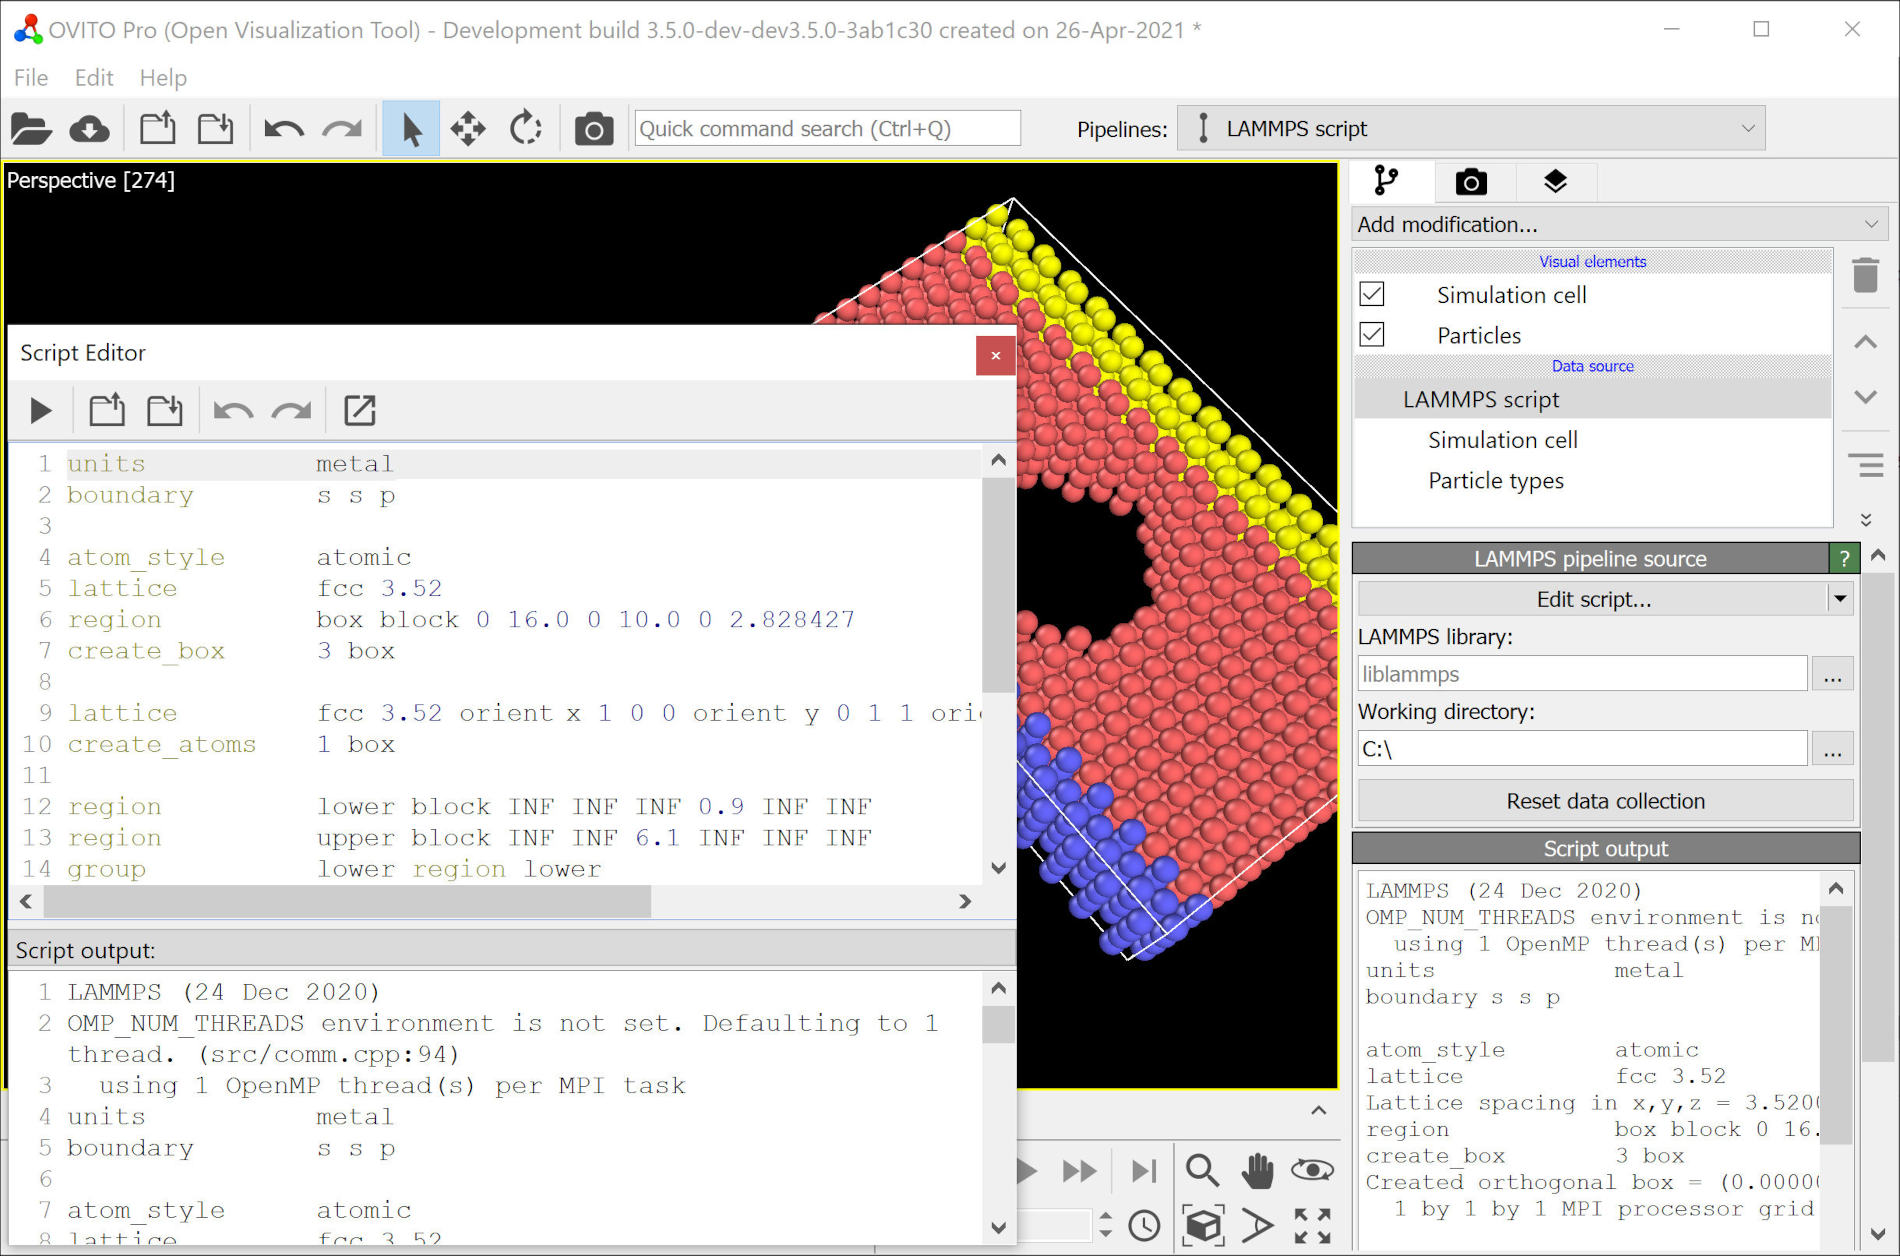 OVITO Pro (Open Visualization Tool) - Development build 3.5.0-dev-dev3.5.0-3ab1c30 created on 26-Apr-2021 *
File Edit Help
Quick command search (Ctrl+Q)
Pipelines: LAMMPS script
Perspective [274]
Script Editor
1 units metal
2 boundary s s p
3
4 atom_style atomic
5 lattice fcc 3.52
6 region box block 0 16.0 0 10.0 0 2.828427
7 create_box 3 box
8
9 lattice fcc 3.52 orient x 1 0 0 orient y 0 1 1 ori
10 create_atoms 1 box
11
12 region lower block INF INF INF 0.9 INF INF
13 region upper block INF INF 6.1 INF INF INF
14 group lower region lower
Script output:
1 LAMMPS (24 Dec 2020)
2 OMP_NUM_THREADS environment is not set. Defaulting to 1
thread. (src/comm.cpp:94)
3 using 1 OpenMP thread(s) per MPI task
4 units metal
5 boundary s s p
6
7 atom_style atomic
8 lattice fcc 3.52
Add modification...
Visual elements
Simulation cell
Particles
Data source
LAMMPS script
Simulation cell
Particle types
LAMMPS pipeline source ?
Edit script...
LAMMPS library:
liblammps ...
Working directory:
C:\ ...
Reset data collection
Script output
LAMMPS (24 Dec 2020)
OMP_NUM_THREADS environment is
using 1 OpenMP thread(s) per
units metal
boundary s s p
atom_style atomic
lattice fcc 3.52
Lattice spacing in x,y,z = 3.520
region box block 0 16.
create_box 3 box
Created orthogonal box = (0.0000
1 by 1 by 1 MPI processor grid